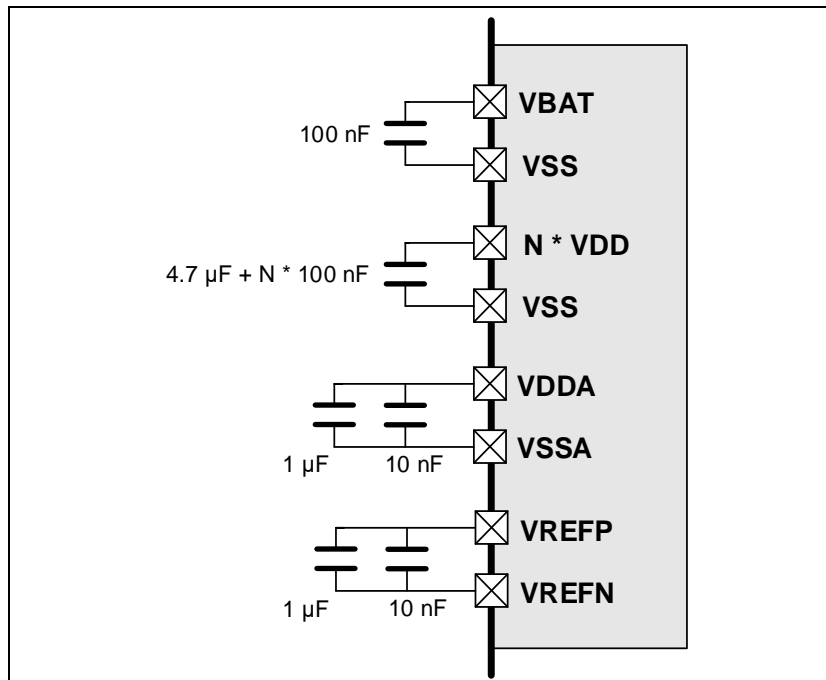 VBAT
100 nF
VSS
N * VDD
4.7 µF + N * 100 nF
VSS
VDDA
VSSA
1 µF 10 nF
VREFP
VREFN
1 µF 10 nF